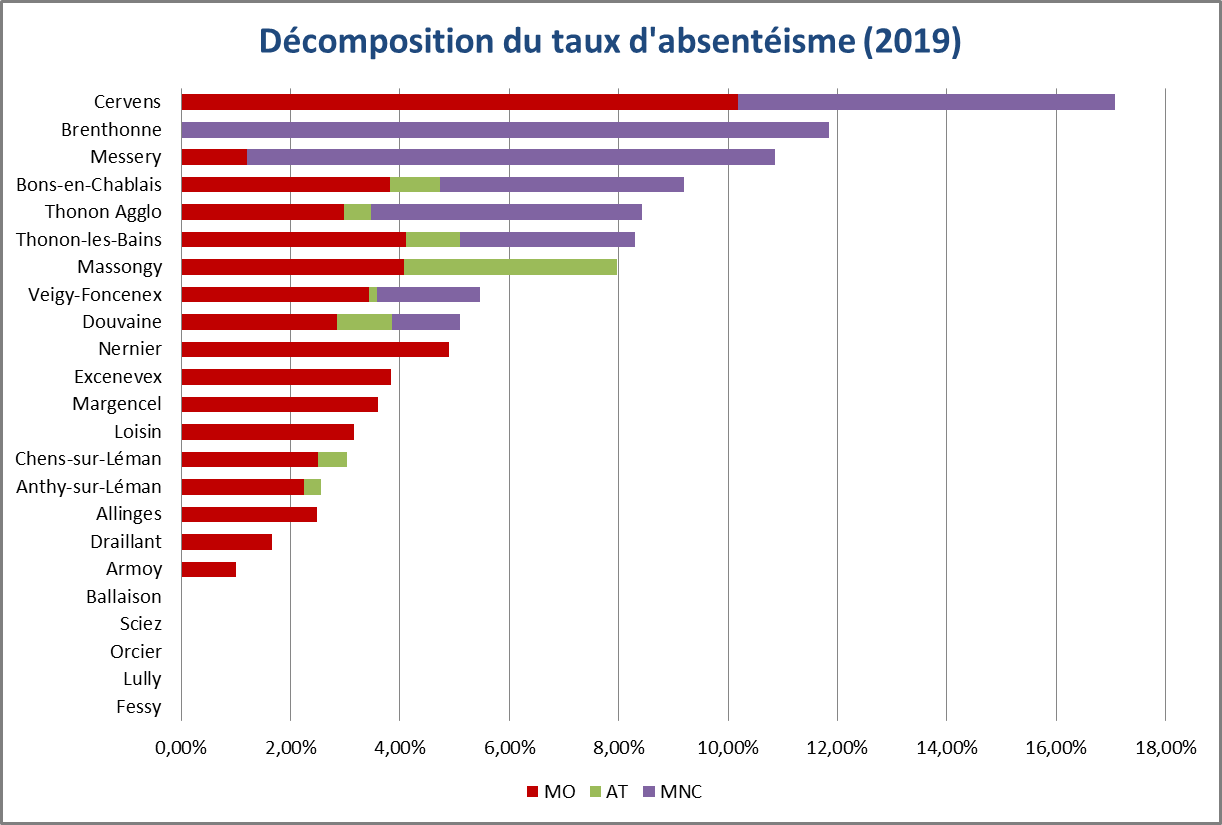 Décomposition du taux d'absentéisme (2019)
Cervens
Brenthonne
Messery
Bons-en-Chablais
Thonon Agglo
Thonon-les-Bains
Massongy
Veigy-Foncenex
Douvaine
Nernier
Excenevex
Margencel
Loisin
Chens-sur-Léman
Anthy-sur-Léman
Allinges
Draillant
Armoy
Ballaison
Sciez
Orcier
Lully
Fessy
0,00% 2,00% 4,00% 6,00% 8,00% 10,00% 12,00% 14,00% 16,00% 18,00%
MO AT MNC